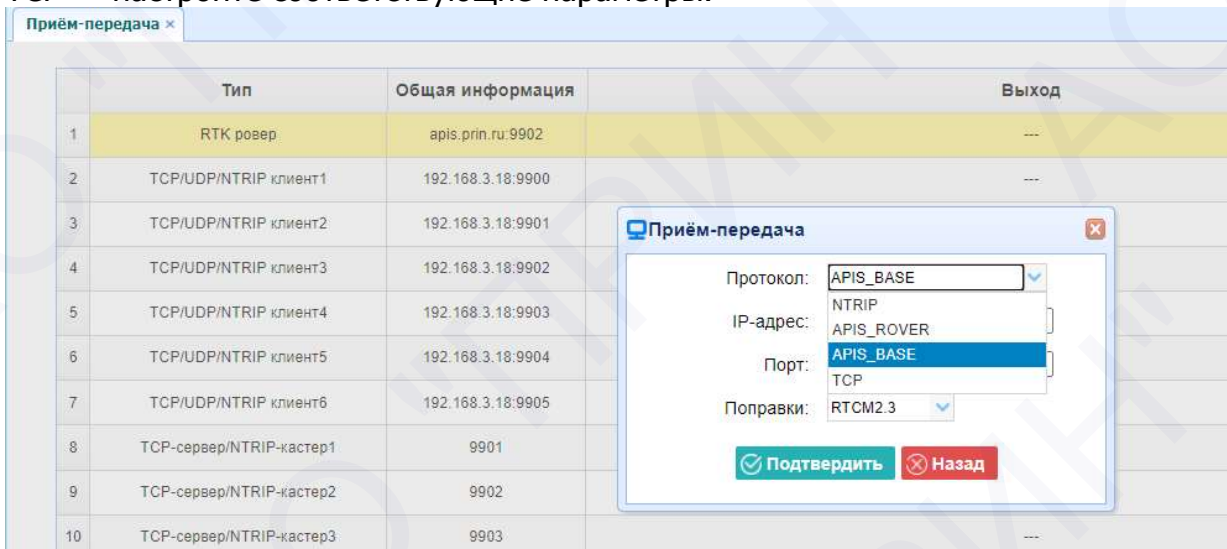 Приём-передача ×
Тип Общая информация Выход
1 RTK ровер apis.prin.ru:9902 ---
2 TCP/UDP/NTRIP клиент1 192.168.3.18:9900 ---
3 TCP/UDP/NTRIP клиент2 192.168.3.18:9901
4 TCP/UDP/NTRIP клиент3 192.168.3.18:9902
5 TCP/UDP/NTRIP клиент4 192.168.3.18:9903
6 TCP/UDP/NTRIP клиент5 192.168.3.18:9904
7 TCP/UDP/NTRIP клиент6 192.168.3.18:9905
8 TCP-сервер/NTRIP-кастер1 9901
9 TCP-сервер/NTRIP-кастер2 9902
10 TCP-сервер/NTRIP-кастер3 9903 ---
Приём-передача
Протокол: APIS_BASE
NTRIP
IP-адрес:
APIS_ROVER
APIS_BASE
Порт:
TCP
Поправки: RTCM2.3
Подтвердить Назад